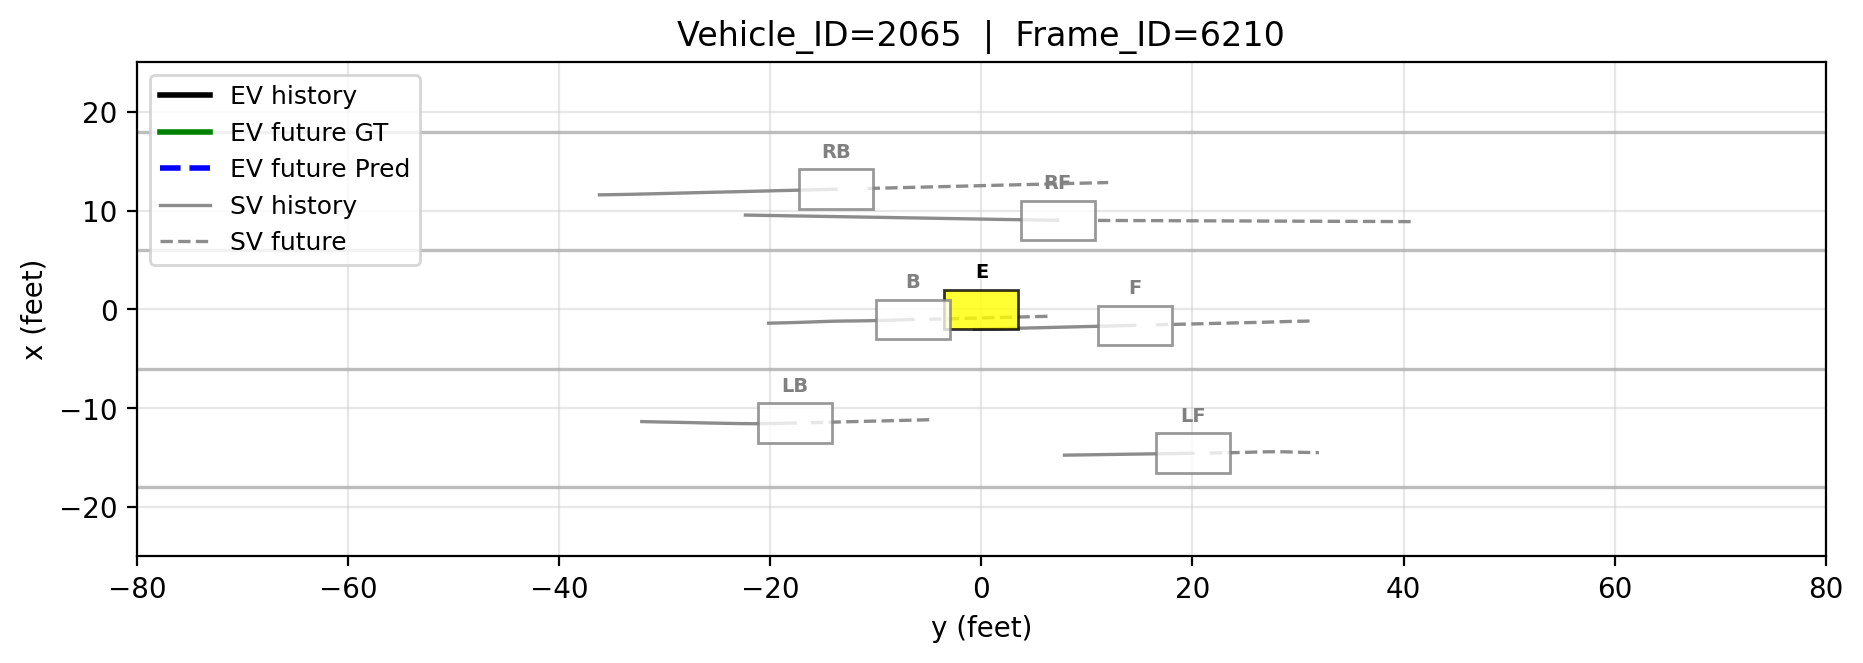 Vehicle_ID=2065 | Frame_ID=6210
EV history
EV future GT
EV future Pred
SV history
SV future
RB
RF
B
E
F
LB
LF
20
10
0
−10
−20
x (feet)
−80
−60
−40
−20
0
20
40
60
80
y (feet)